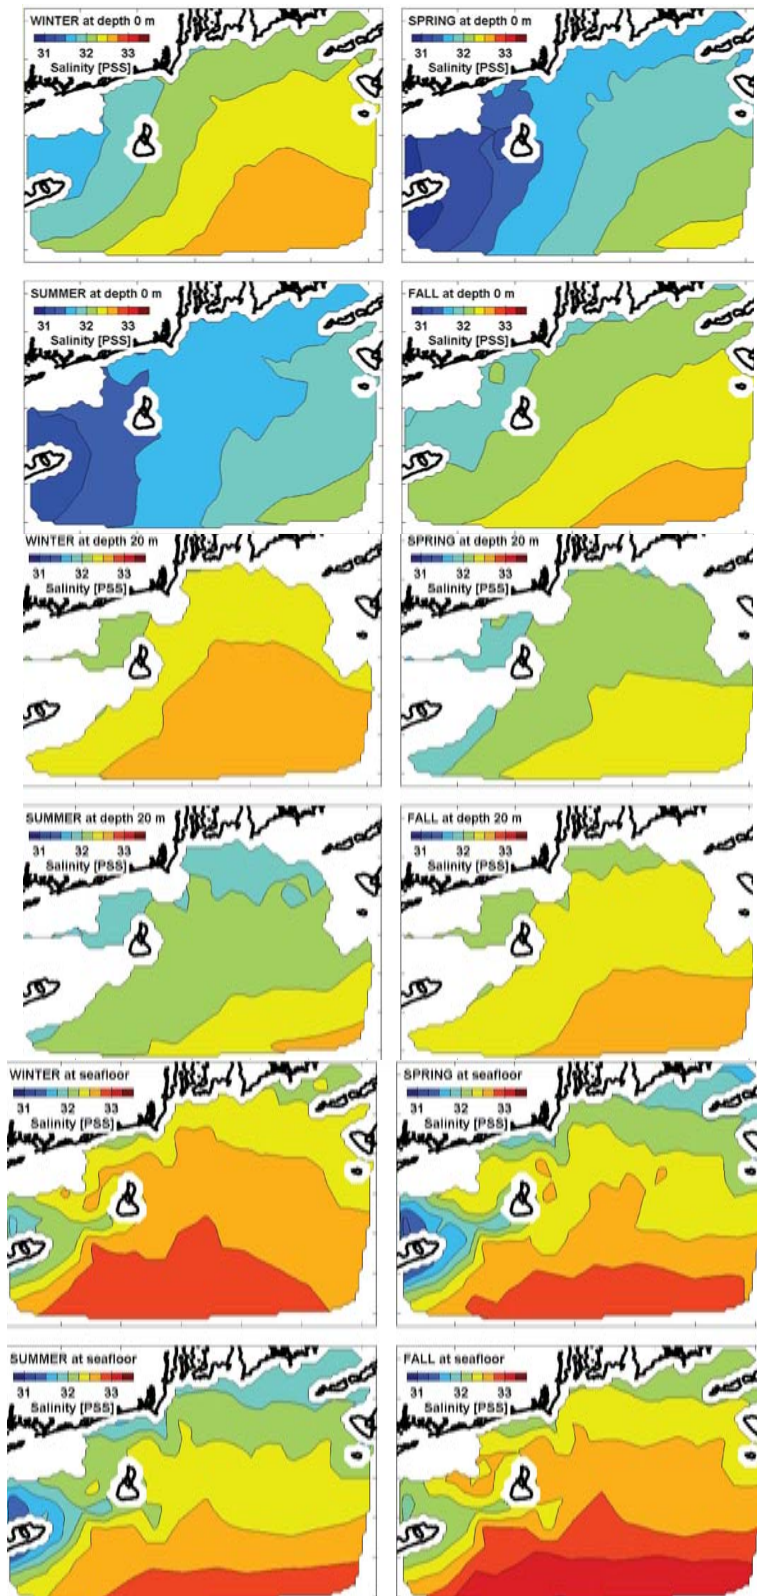 WINTER at depth 0 m
31 32 33
Salinity [PSS]
SPRING at depth 0 m
31 32 33
Salinity [PSS]
SUMMER at depth 0 m
31 32 33
Salinity [PSS]
FALL at depth 0 m
31 32 33
Salinity [PSS]
WINTER at depth 20 m
31 32 33
Salinity [PSS]
SPRING at depth 20 m
31 32 33
Salinity [PSS]
SUMMER at depth 20 m
31 32 33
Salinity [PSS]
FALL at depth 20 m
31 32 33
Salinity [PSS]
WINTER at seafloor
31 32 33
Salinity [PSS]
SPRING at seafloor
31 32 33
Salinity [PSS]
SUMMER at seafloor
31 32 33
Salinity [PSS]
FALL at seafloor
31 32 33
Salinity [PSS]